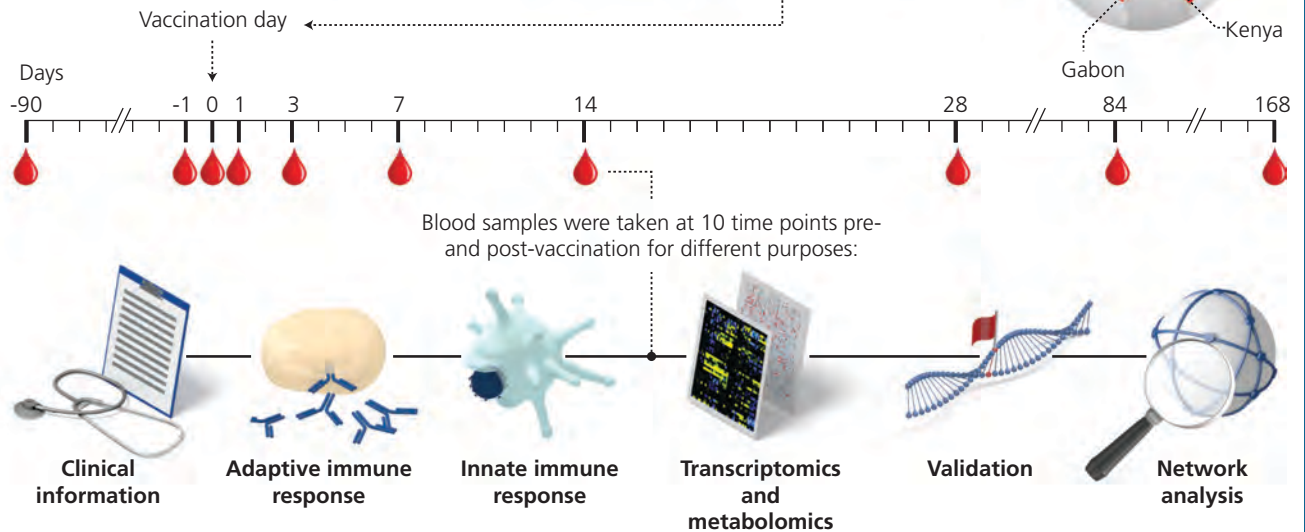 Vaccination day
Kenya
Gabon
Days
-90 -1 0 1 3 7 14 28 84 168
Blood samples were taken at 10 time points pre-
and post-vaccination for different purposes:
Clinical
information
Adaptive immune
response
Innate immune
response
Transcriptomics
and
metabolomics
Validation
Network
analysis